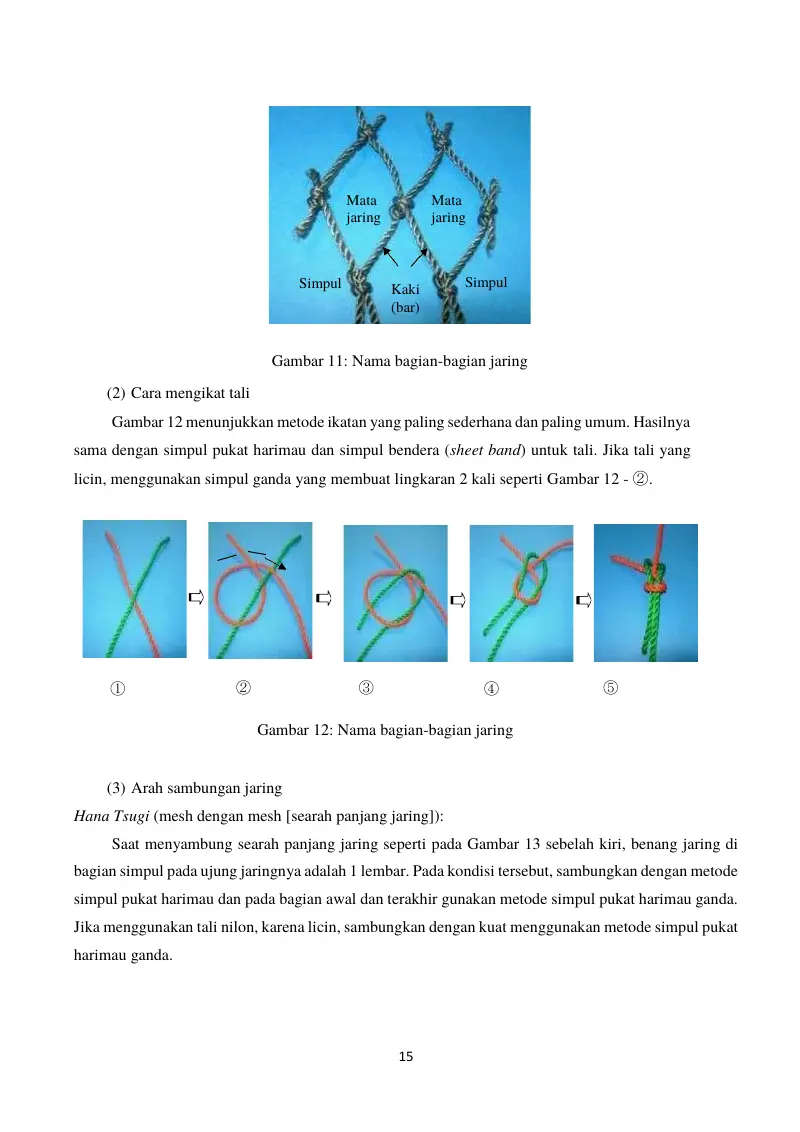 Mata
jaring
Mata
jaring
Simpul
Kaki
(bar)
Simpul
Gambar 11: Nama bagian-bagian jaring
(2) Cara mengikat tali
Gambar 12 menunjukkan metode ikatan yang paling sederhana dan paling umum. Hasilnya
sama dengan simpul pukat harimau dan simpul bendera (sheet band) untuk tali. Jika tali yang
licin, menggunakan simpul ganda yang membuat lingkaran 2 kali seperti Gambar 12 - ②.
① ② ③ ④ ⑤
Gambar 12: Nama bagian-bagian jaring
(3) Arah sambungan jaring
Hana Tsugi (mesh dengan mesh [searah panjang jaring]):
Saat menyambung searah panjang jaring seperti pada Gambar 13 sebelah kiri, benang jaring di
bagian simpul pada ujung jaringnya adalah 1 lembar. Pada kondisi tersebut, sambungkan dengan metode
simpul pukat harimau dan pada bagian awal dan terakhir gunakan metode simpul pukat harimau ganda.
Jika menggunakan tali nilon, karena licin, sambungkan dengan kuat menggunakan metode simpul pukat
harimau ganda.
15